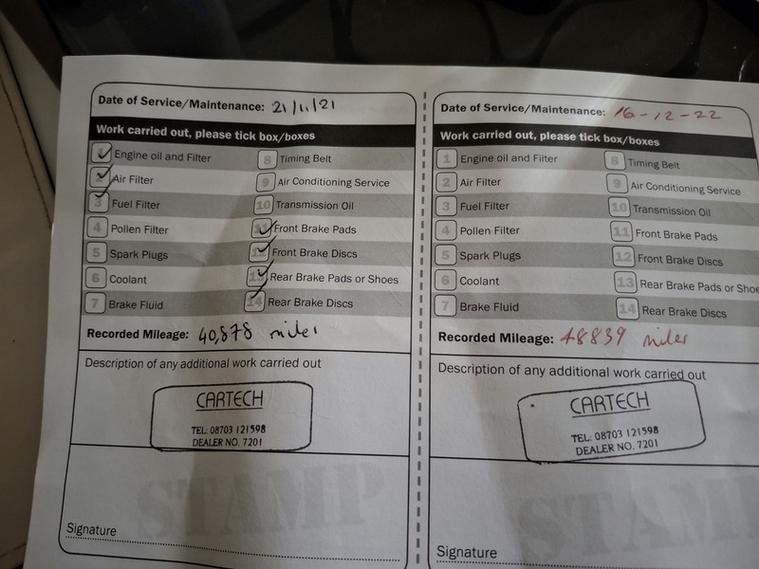 Date of Service/Maintenance: 21/11/21
Work carried out, please tick box/boxes
1 Engine oil and Filter
2 Air Filter
3 Fuel Filter
4 Pollen Filter
5 Spark Plugs
6 Coolant
7 Brake Fluid
8 Timing Belt
9 Air Conditioning Service
10 Transmission Oil
11 Front Brake Pads
12 Front Brake Discs
13 Rear Brake Pads or Shoes
14 Rear Brake Discs
Recorded Mileage: 40,878 miles
Description of any additional work carried out
CARTECH
TEL: 08703 121598
DEALER NO. 7201
STAMP
Signature
Date of Service/Maintenance: 16-12-22
Work carried out, please tick box/boxes
1 Engine oil and Filter
2 Air Filter
3 Fuel Filter
4 Pollen Filter
5 Spark Plugs
6 Coolant
7 Brake Fluid
8 Timing Belt
9 Air Conditioning Service
10 Transmission Oil
11 Front Brake Pads
12 Front Brake Discs
13 Rear Brake Pads or Shoe
14 Rear Brake Discs
Recorded Mileage: 48839 miles
Description of any additional work carried out
CARTECH
TEL: 08703 121598
DEALER NO. 7201
STAM
Signature